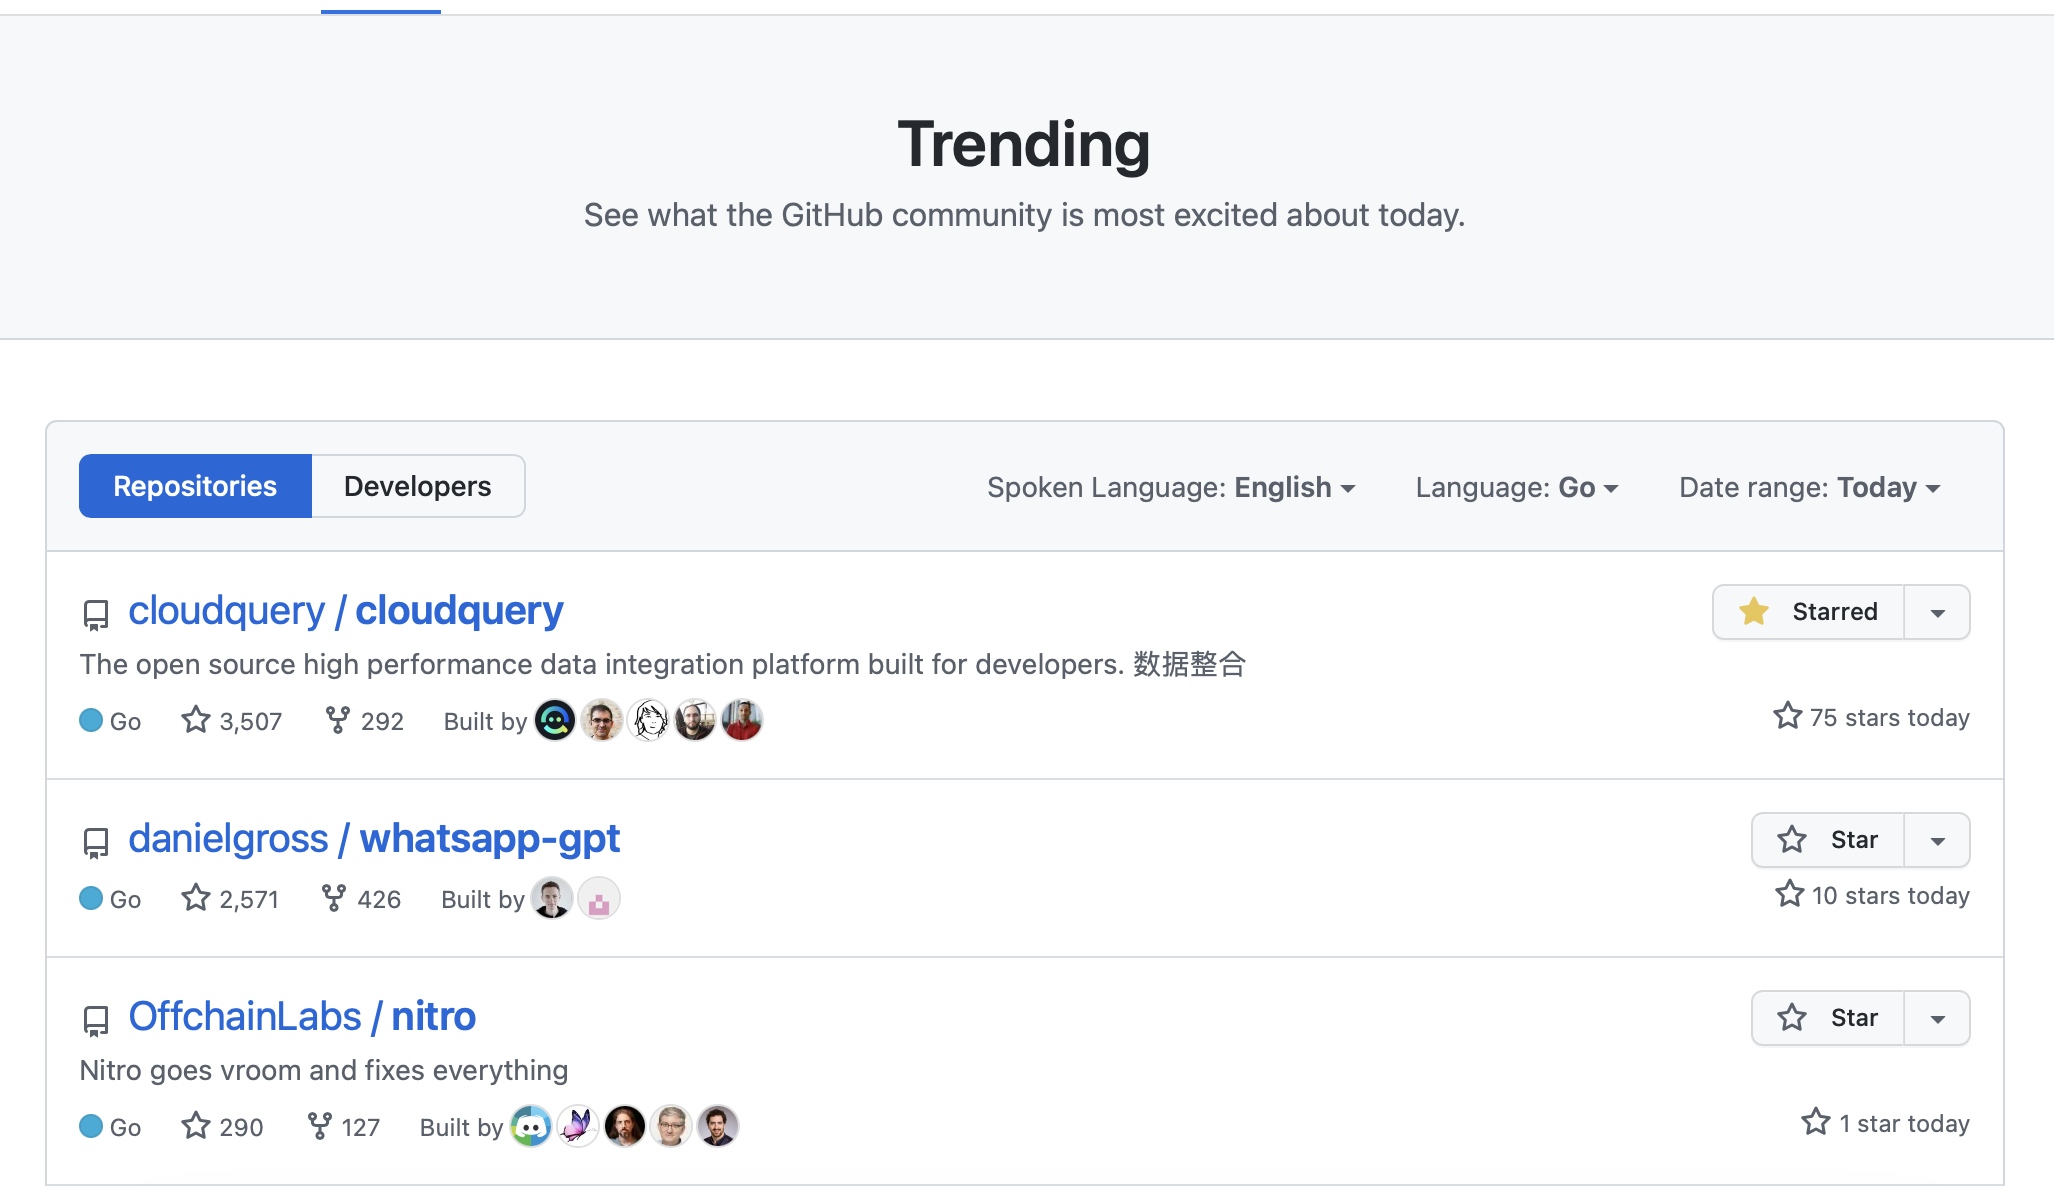 Trending
See what the GitHub community is most excited about today.
Repositories
Developers
Spoken Language: English
Language: Go
Date range: Today
cloudquery / cloudquery
Starred
The open source high performance data integration platform built for developers. 数据整合
Go 3,507 292 Built by
75 stars today
danielgross / whatsapp-gpt
Star
Go 2,571 426 Built by
10 stars today
OffchainLabs / nitro
Star
Nitro goes vroom and fixes everything
Go 290 127 Built by
1 star today